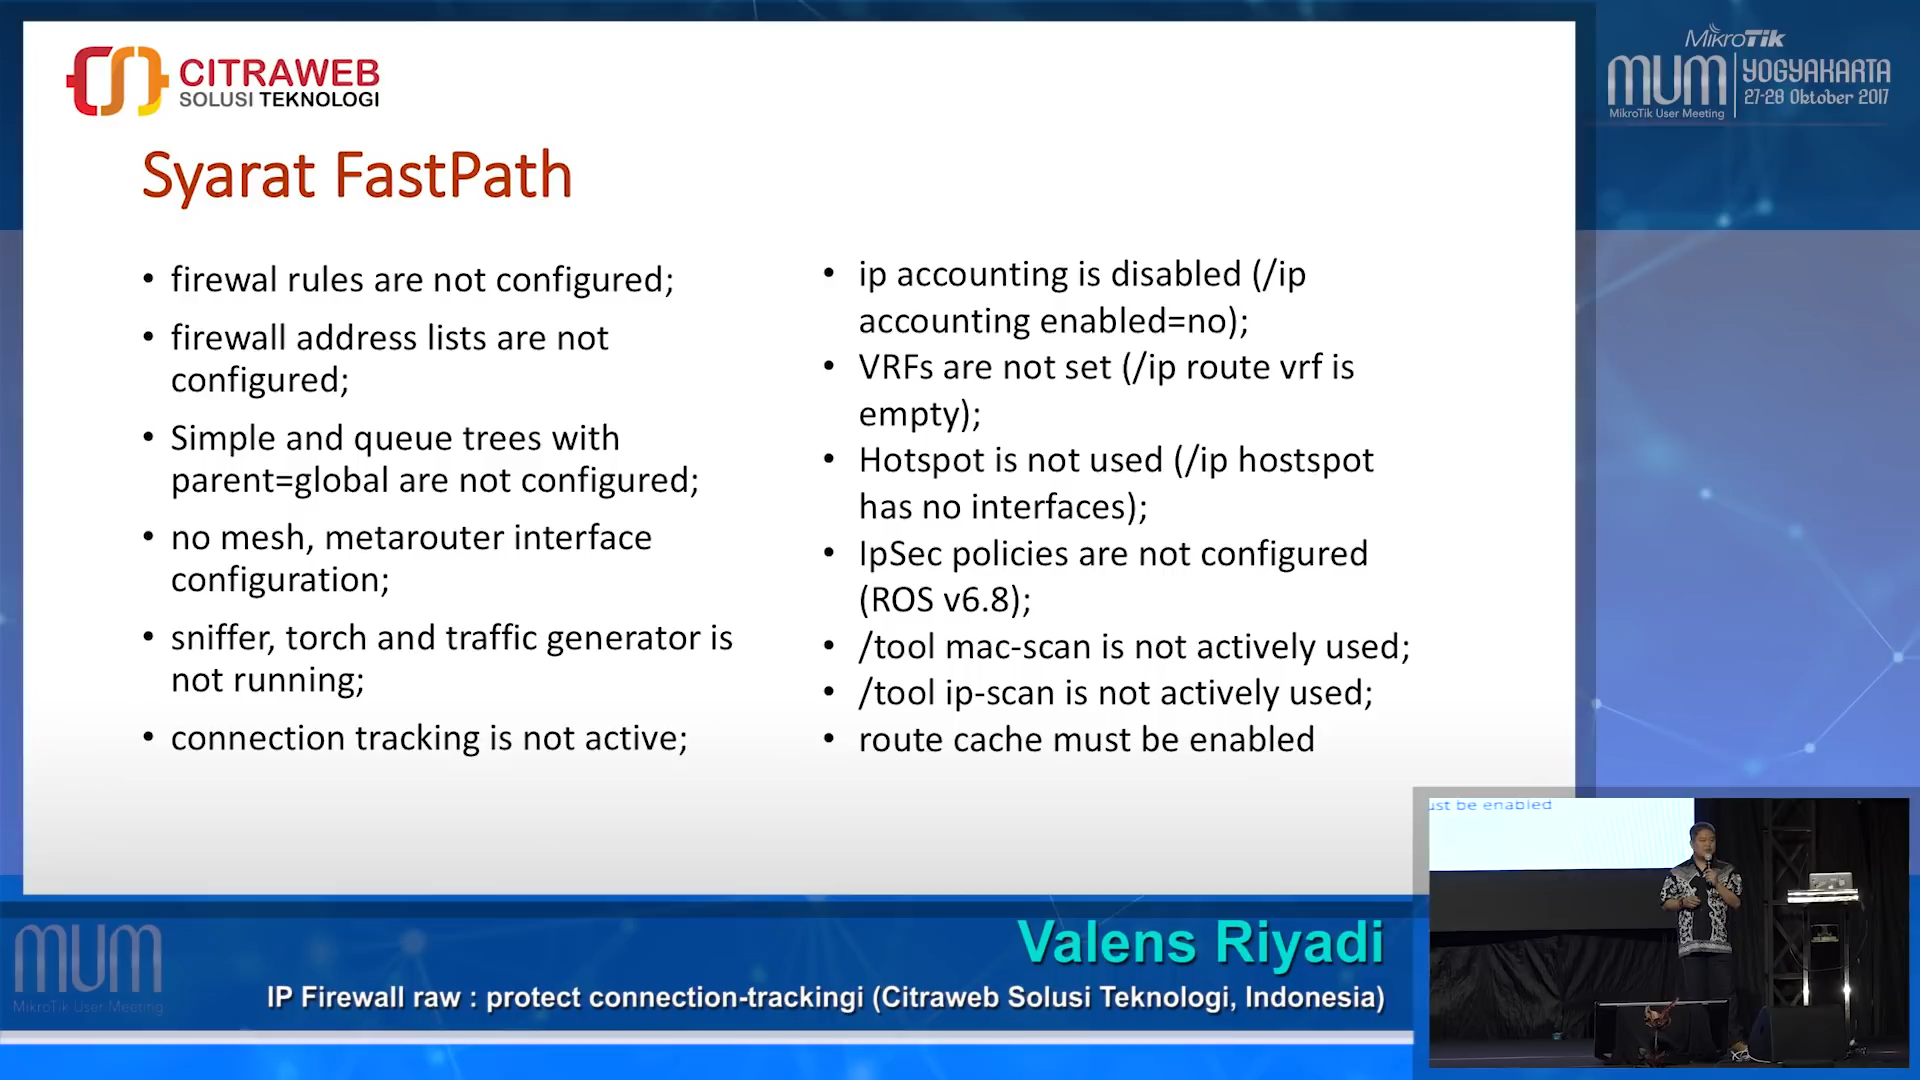 CITRAWEB
SOLUSI TEKNOLOGI
Syarat FastPath
• firewal rules are not configured;
• firewall address lists are not
configured;
• Simple and queue trees with
parent=global are not configured;
• no mesh, metarouter interface
configuration;
• sniffer, torch and traffic generator is
not running;
• connection tracking is not active;
• ip accounting is disabled (/ip
accounting enabled=no);
• VRFs are not set (/ip route vrf is
empty);
• Hotspot is not used (/ip hostspot
has no interfaces);
• IpSec policies are not configured
(ROS v6.8);
• /tool mac-scan is not actively used;
• /tool ip-scan is not actively used;
• route cache must be enabled
MikroTik
MUM
MikroTik User Meeting
YOGYAKARTA
27-28 Oktober 2017
ust be enabled
MUM
MikroTik User Meeting
Valens Riyadi
IP Firewall raw : protect connection-trackingi (Citraweb Solusi Teknologi, Indonesia)